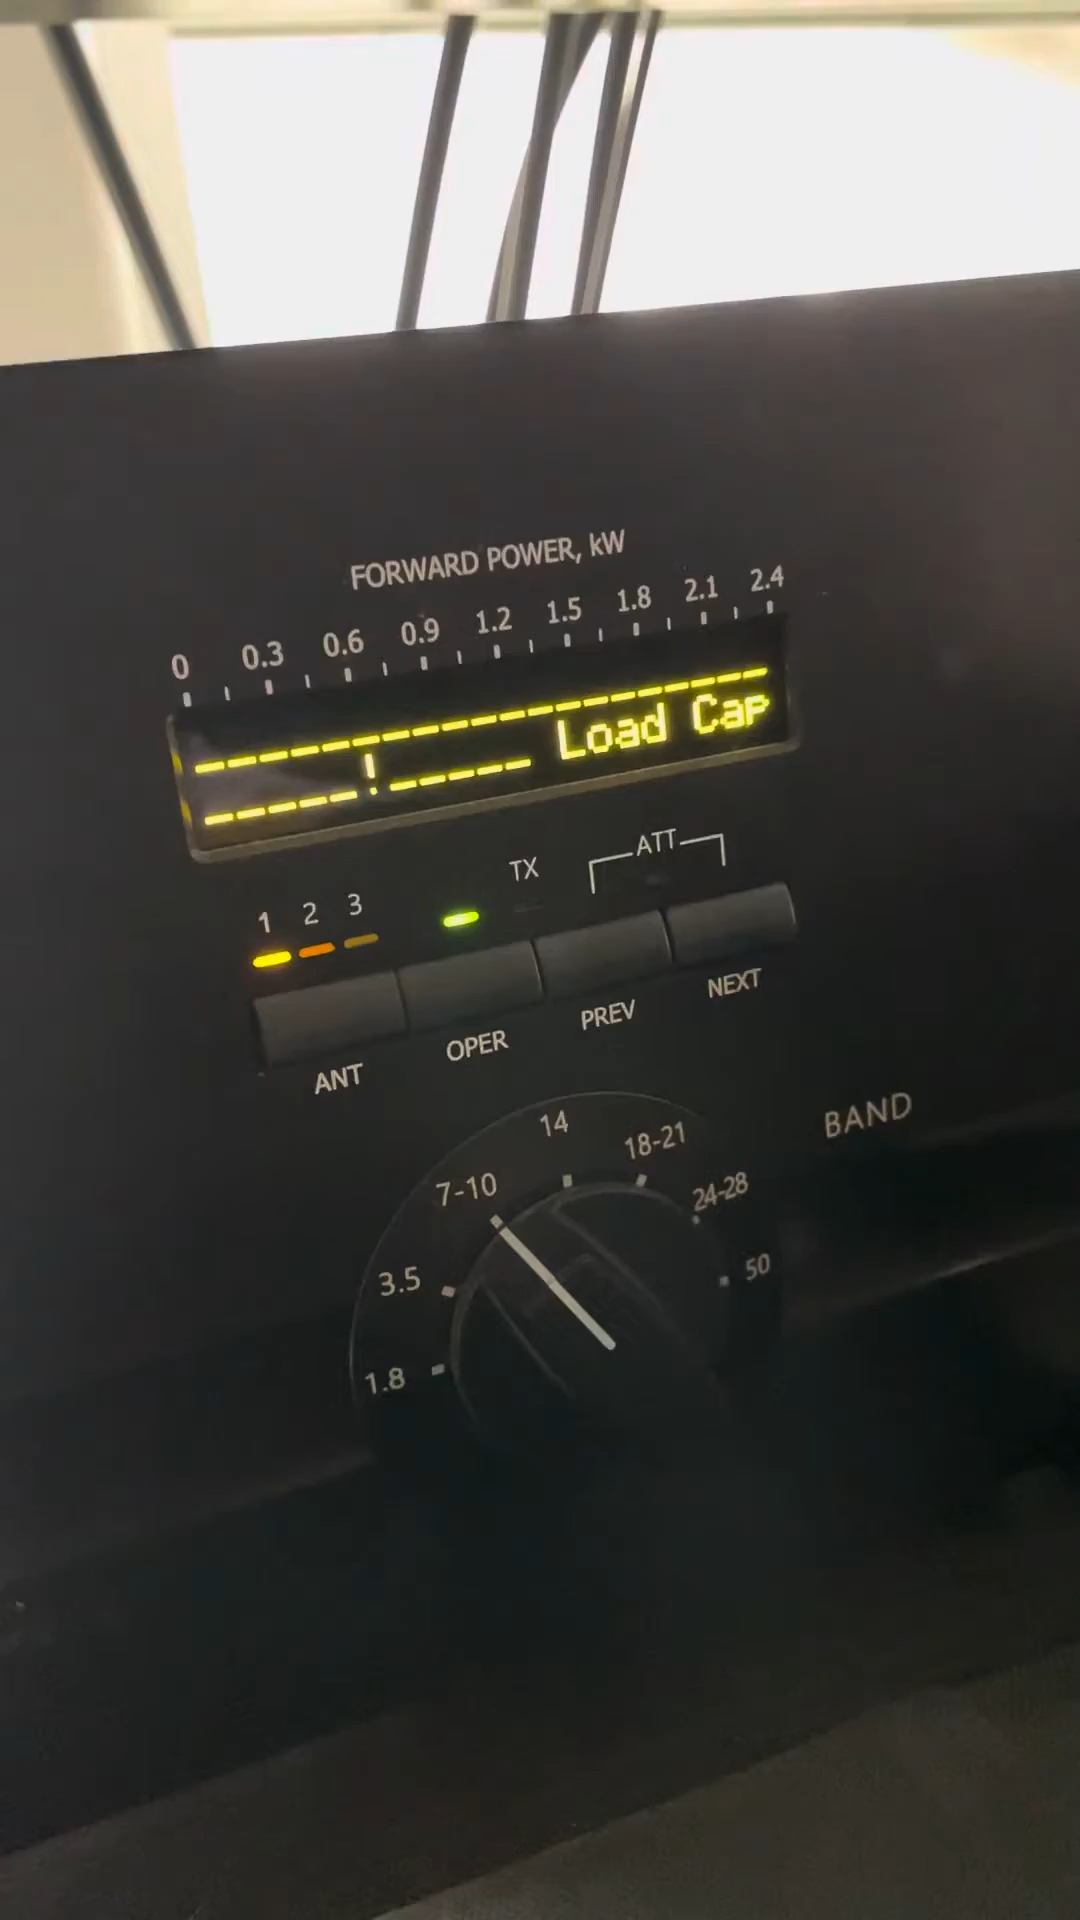 FORWARD POWER, kW
0 0.3 0.6 0.9 1.2 1.5 1.8 2.1 2.4
----------!----- Load Cap
1 2 3 TX ATT
ANT OPER PREV NEXT
BAND
1.8 3.5 7-10 14 18-21 24-28 50